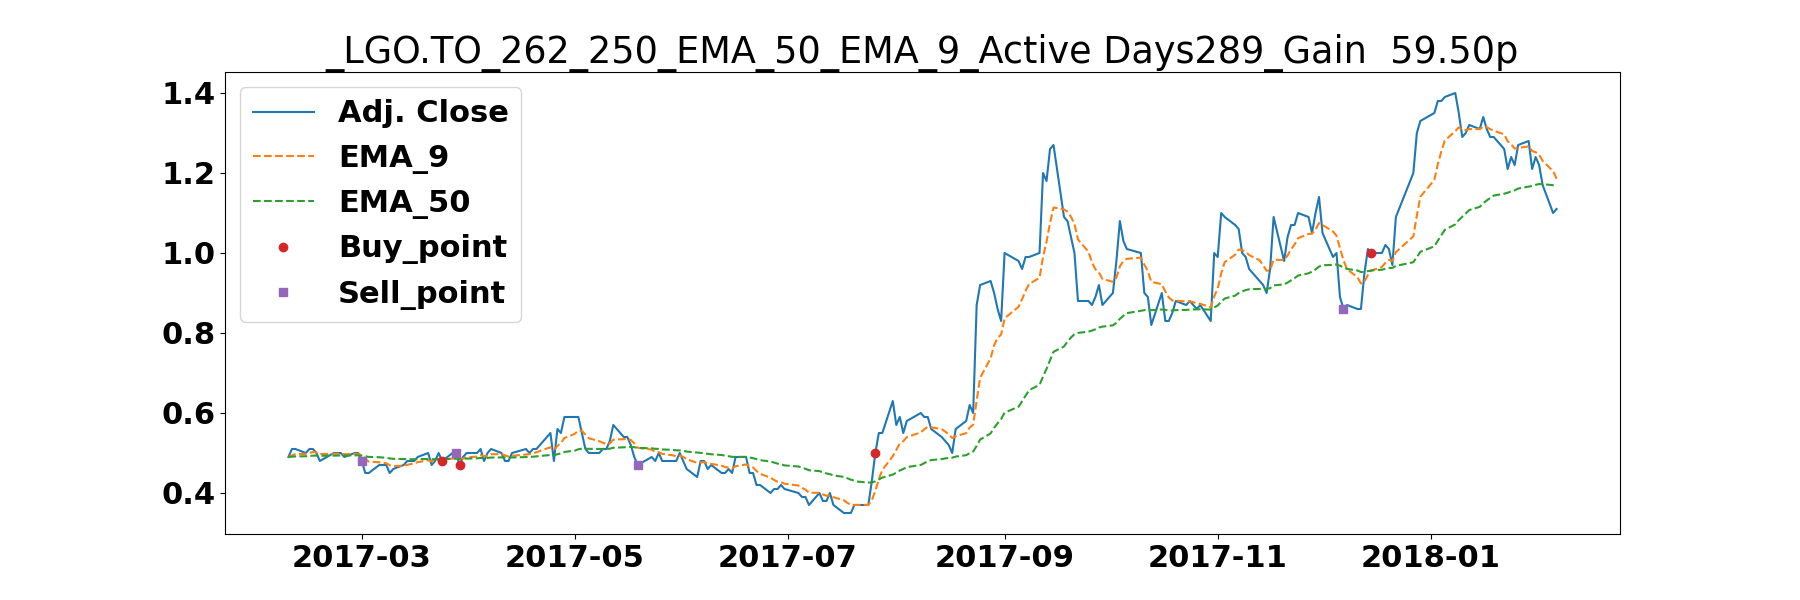 _LGO.TO_262_250_EMA_50_EMA_9_Active Days289_Gain  59.50p
1.4
1.2
1.0
0.8
0.6
0.4
Adj. Close
EMA_9
EMA_50
Buy_point
Sell_point
2017-03 2017-05 2017-07 2017-09 2017-11 2018-01